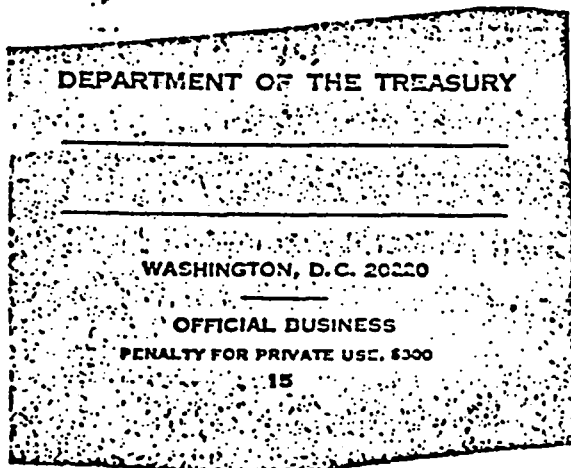 DEPARTMENT OF THE TREASURY
WASHINGTON, D.C. 20220
OFFICIAL BUSINESS
PENALTY FOR PRIVATE USE, $300
15